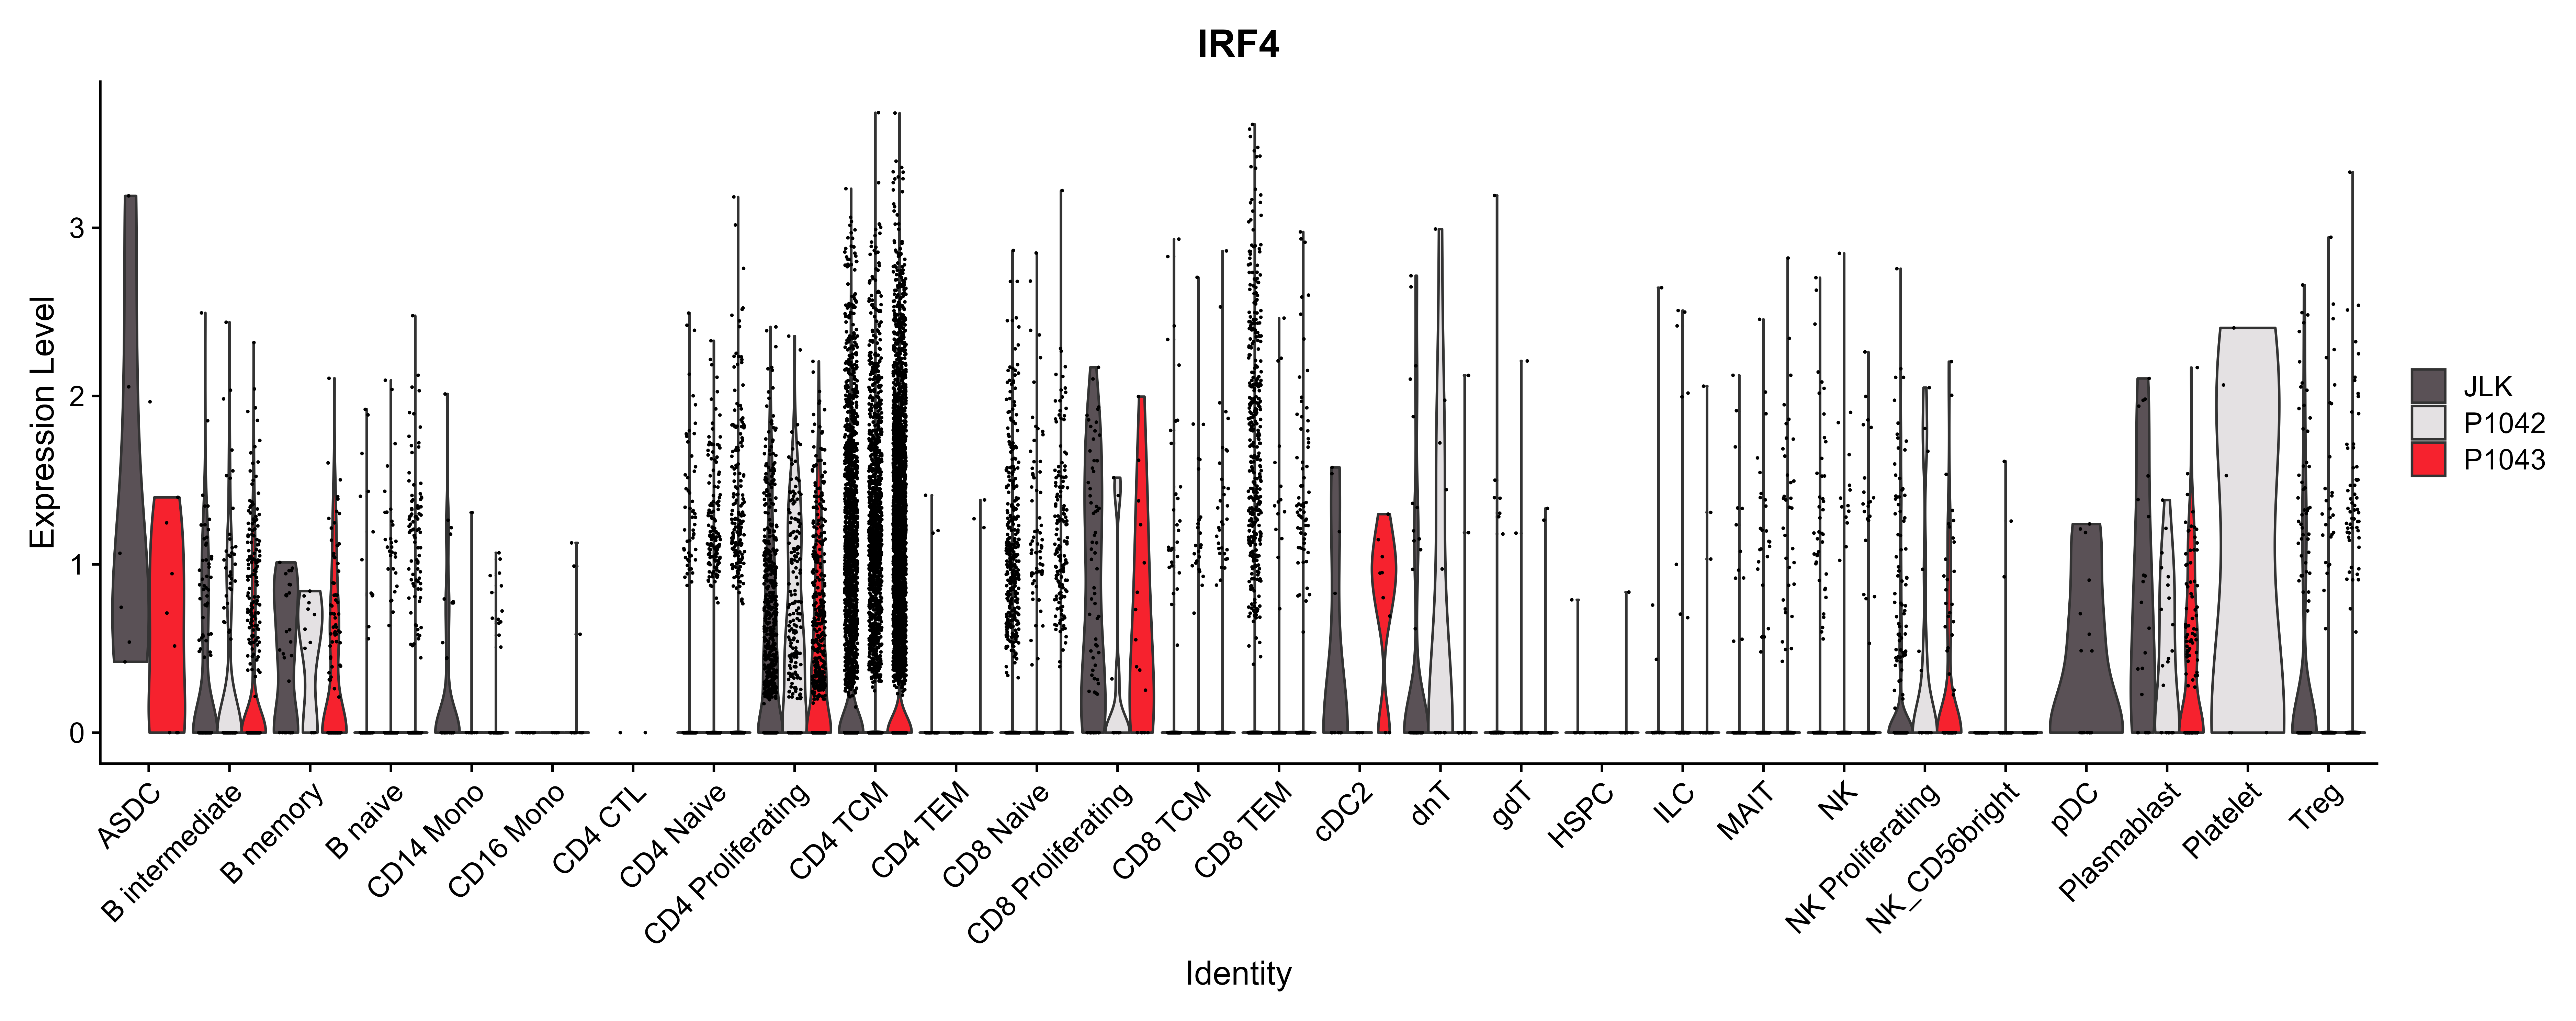 IRF4
Expression Level
3
2
1
0
JLK
P1042
P1043
ASDC
B intermediate
B memory
B naive
CD14 Mono
CD16 Mono
CD4 CTL
CD4 Naive
CD4 Proliferating
CD4 TCM
CD4 TEM
CD8 Naive
CD8 Proliferating
CD8 TCM
CD8 TEM
cDC2
dnT
gdT
HSPC
ILC
MAIT
NK
NK Proliferating
NK_CD56bright
pDC
Plasmablast
Platelet
Treg
Identity